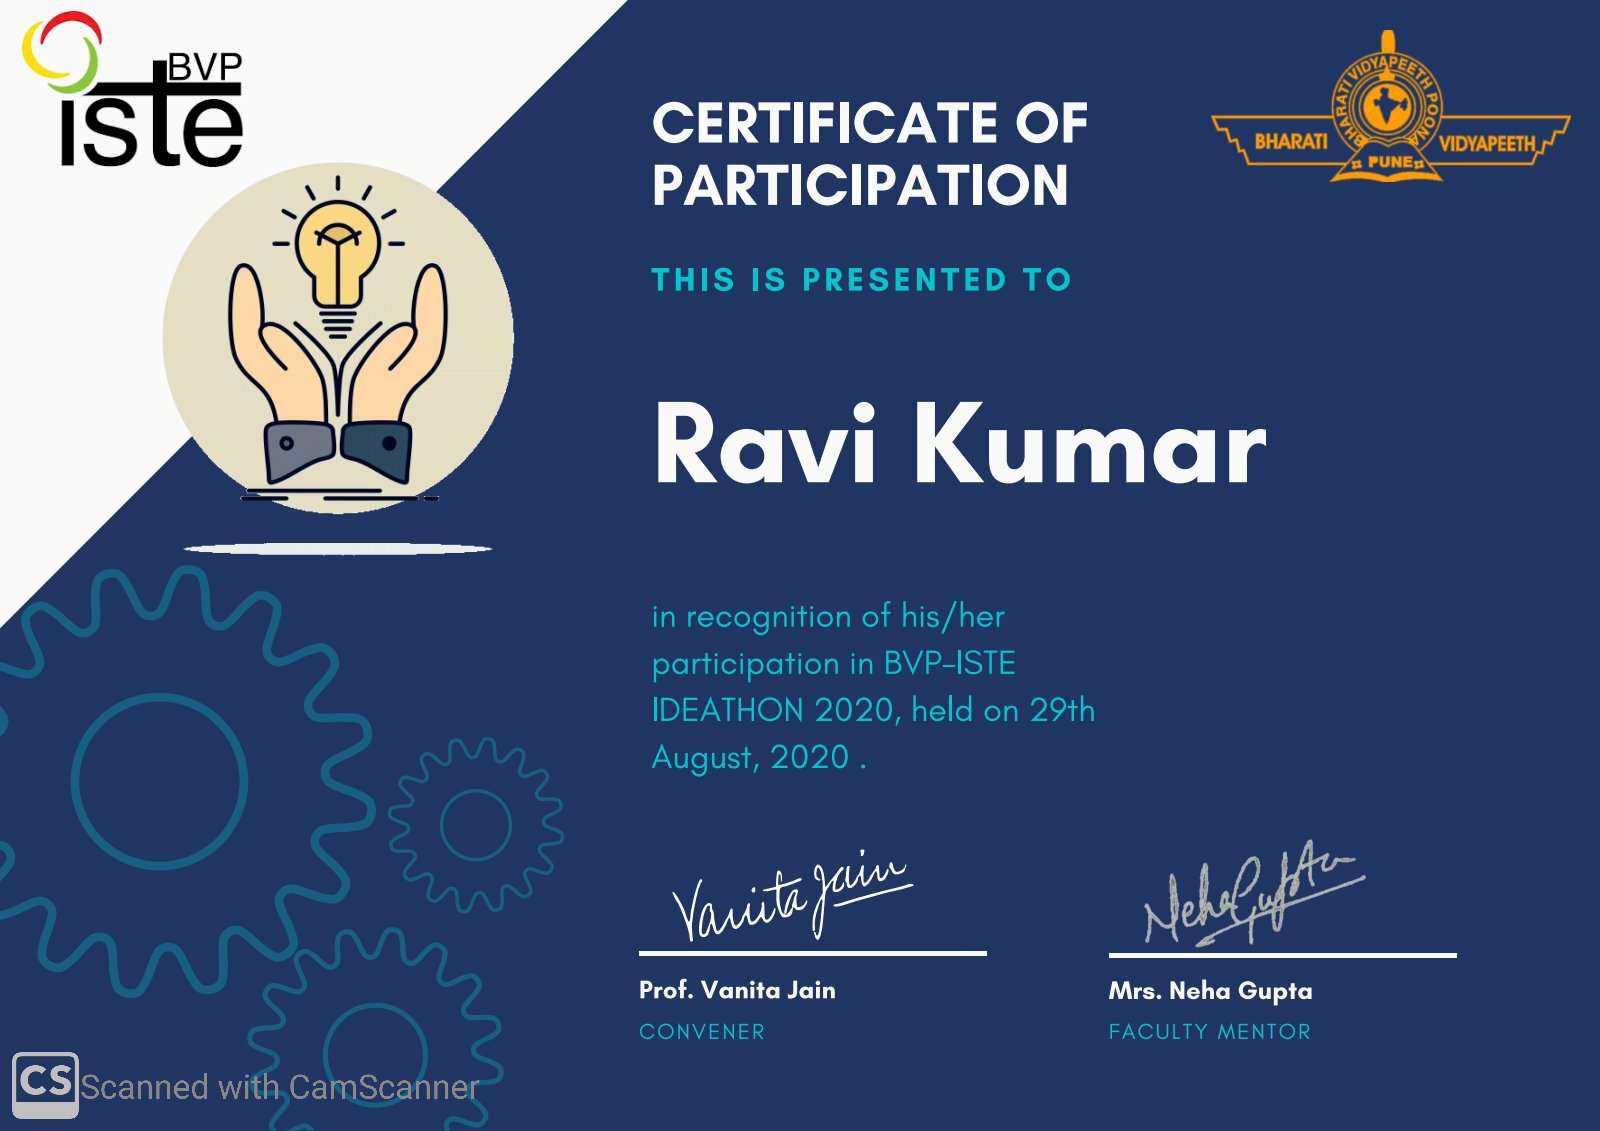 BVP
iste
BHARATI VIDYAPEETH POONA
BHARATI
VIDYAPEETH
PUNE
CERTIFICATE OF
PARTICIPATION
THIS IS PRESENTED TO
Ravi Kumar
in recognition of his/her
participation in BVP-ISTE
IDEATHON 2020, held on 29th
August, 2020 .
Vanita Jain
Neha Gupta
Prof. Vanita Jain
Mrs. Neha Gupta
CONVENER
FACULTY MENTOR
CS Scanned with CamScanner